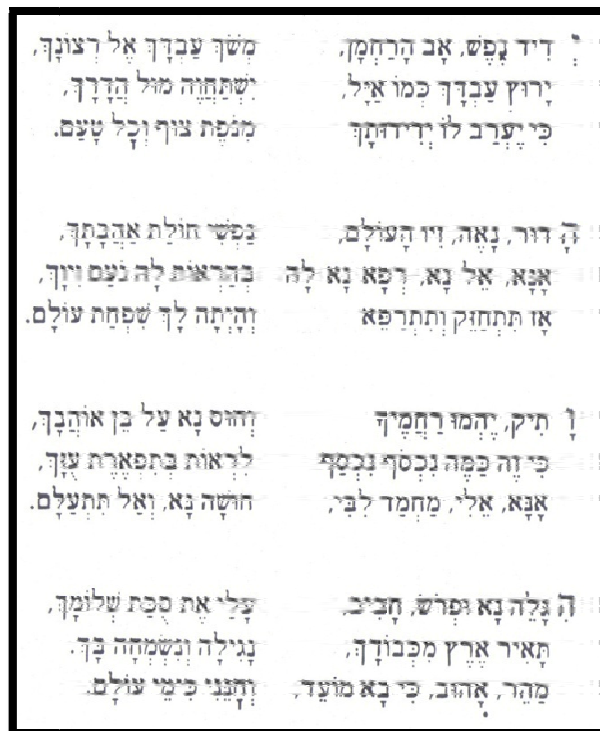 יְ דִיד נֶפֶשׁ, אָב הָרַחְמָן, מְשֹׁךְ עַבְדָּךְ אֶל רְצוֹנָךְ,
יָרוּץ עַבְדָּךְ כְּמוֹ אַיָּל, יִשְׁתַּחֲוֶה מוּל הֲדָרָךְ,
כִּי יֶעְרַב לוֹ יְדִידוּתָךְ מִנֹּפֶת צוּף וְכָל טָעַם.
הָ דוּר, נָאֶה, זִיו הָעוֹלָם, נַפְשִׁי חוֹלַת אַהֲבָתָךְ,
אָנָּא, אֵל נָא, רְפָא נָא לָהּ בְּהַרְאוֹת לָהּ נֹעַם זִיוָךְ,
אָז תִּתְחַזֵּק וְתִתְרַפֵּא וְהָיְתָה לָךְ שִׁפְחַת עוֹלָם.
וָ תִיק, יֶהֱמוּ רַחֲמֶיךָ וְחוּס נָא עַל בֵּן אוֹהֲבָךְ,
כִּי זֶה כַּמֶּה נִכְסֹף נִכְסַף לִרְאוֹת בְּתִפְאֶרֶת עֻזָּךְ,
אָנָּא, אֵלִי, מַחְמַד לִבִּי, חוּשָׁה נָּא, וְאַל תִּתְעַלָּם.
הִ גָּלֵה נָא וּפְרֹשׂ, חָבִיב, עָלַי אֶת סֻכַּת שְׁלוֹמָךְ,
תָּאִיר אֶרֶץ מִכְּבוֹדָךְ, נָגִילָה וְנִשְׂמְחָה בָּךְ.
מַהֵר, אָהוּב, כִּי בָא מוֹעֵד, וְחָנֵּנִי כִּימֵי עוֹלָם.